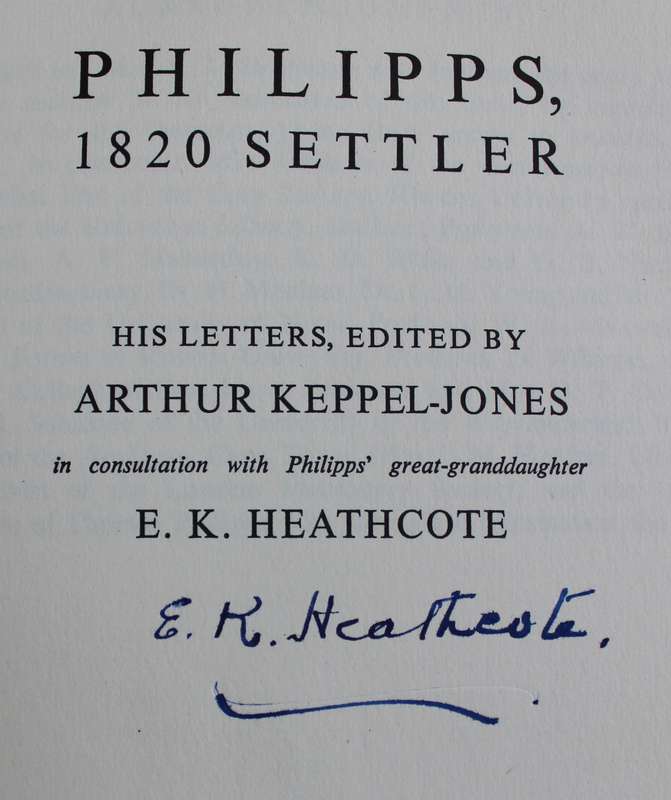 PHILIPPS,
1820 SETTLER
HIS LETTERS, EDITED BY
ARTHUR KEPPEL-JONES
in consultation with Philipps' great-granddaughter
E. K. HEATHCOTE
E. K. Heathcote.